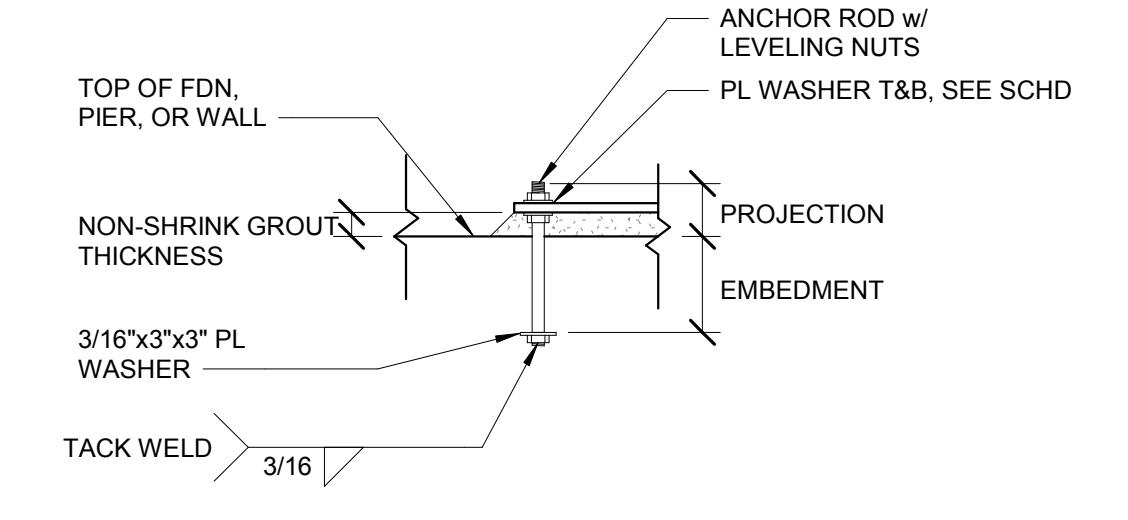 ANCHOR ROD w/
LEVELING NUTS
TOP OF FDN,
PIER, OR WALL
PL WASHER T&B, SEE SCHD
NON-SHRINK GROUT
THICKNESS
PROJECTION
EMBEDMENT
3/16"x3"x3" PL
WASHER
TACK WELD
3/16